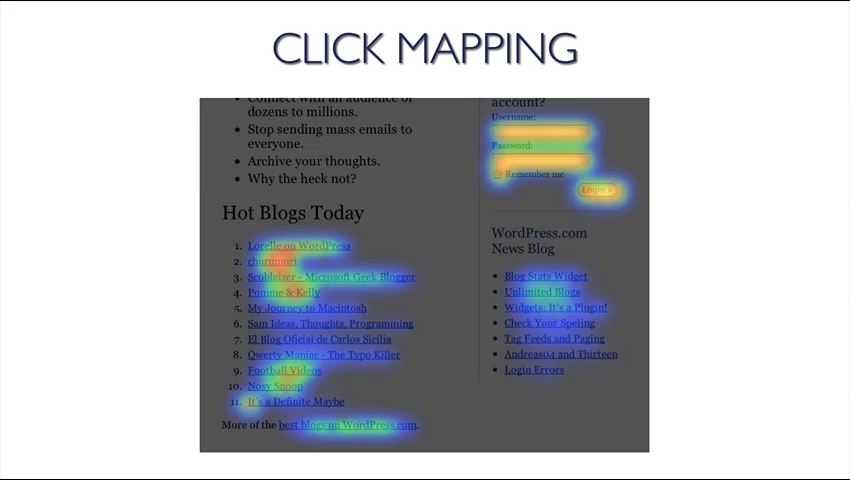 CLICK MAPPING
Connect with an audience of
dozens to millions.
Stop sending mass emails to
everyone.
Archive your thoughts.
Why the heck not?
Hot Blogs Today
1. Lorelle on WordPress
2. churumuri
3. Scobleizer - Microsoft Geek Blogger
4. Pomme & Kelly
5. My Journey to Macintosh
6. Sam Ideas, Thoughts, Programming
7. El Blog Oficial de Carlos Sicilia
8. Qwerty Maniac - The Typo Killer
9. Football Videos
10. Nosy Snoop
11. It's a Definite Maybe
More of the best blogs on WordPress.com.
account?
Username:
Password:
Remember me
Login »
WordPress.com
News Blog
Blog Stats Widget
Unlimited Blogs
Widgets: It's a Plugin!
Check Your Speling
Tag Feeds and Paging
Andreas04 and Thirteen
Login Errors